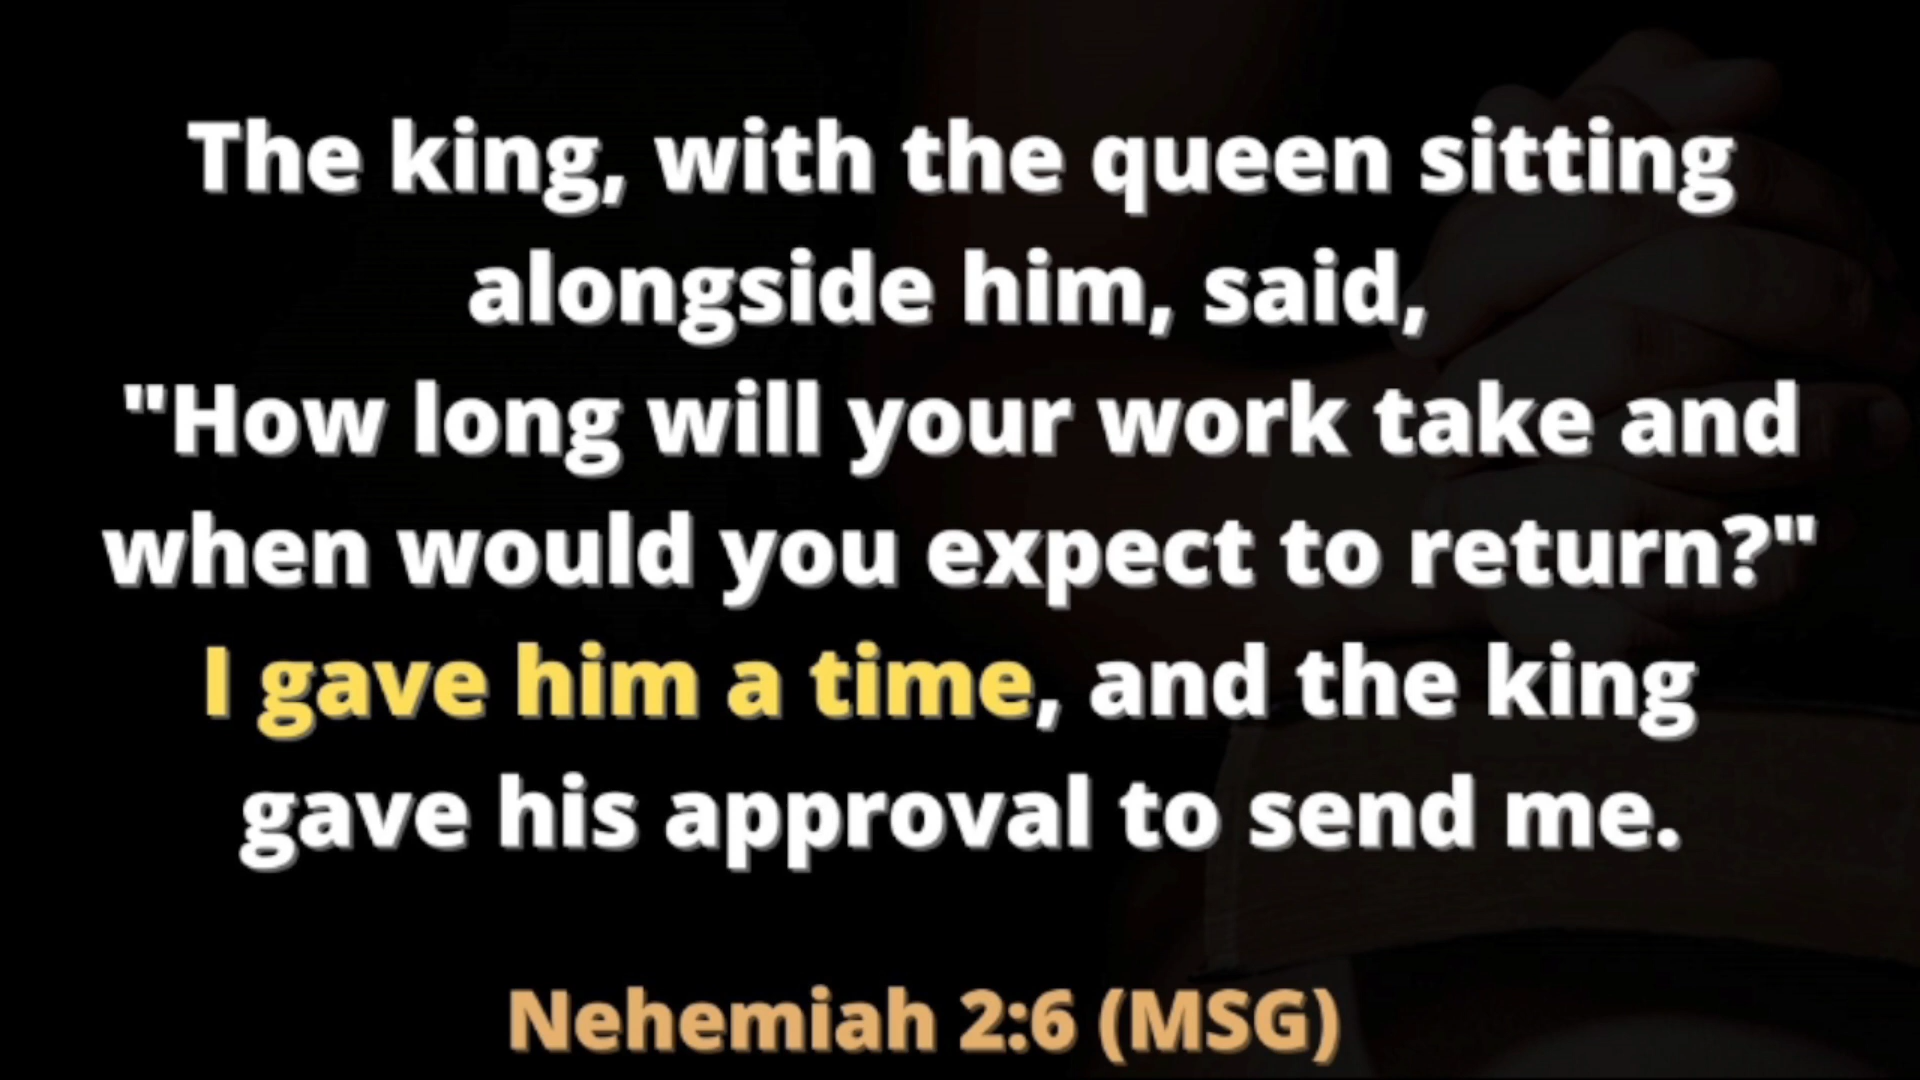 The king, with the queen sitting
alongside him, said,
"How long will your work take and
when would you expect to return?"
I gave him a time, and the king
gave his approval to send me.
Nehemiah 2:6 (MSG)